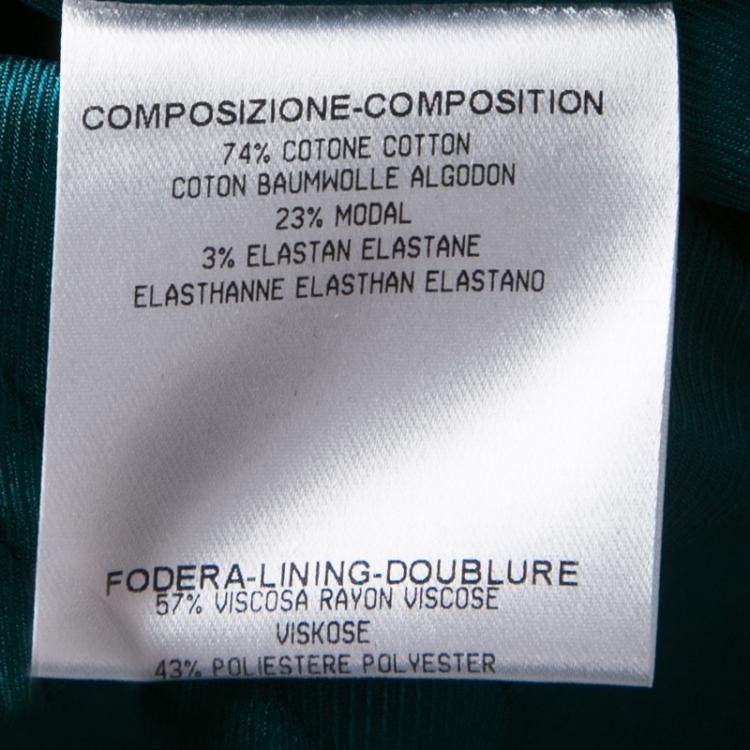 COMPOSIZIONE-COMPOSITION
74% COTONE COTTON
COTON BAUMWOLLE ALGODON
23% MODAL
3% ELASTAN ELASTANE
ELASTHANNE ELASTHAN ELASTANO
FODERA-LINING-DOUBLURE
57% VISCOSA RAYON VISCOSE
VISKOSE
43% POLIESTERE POLYESTER